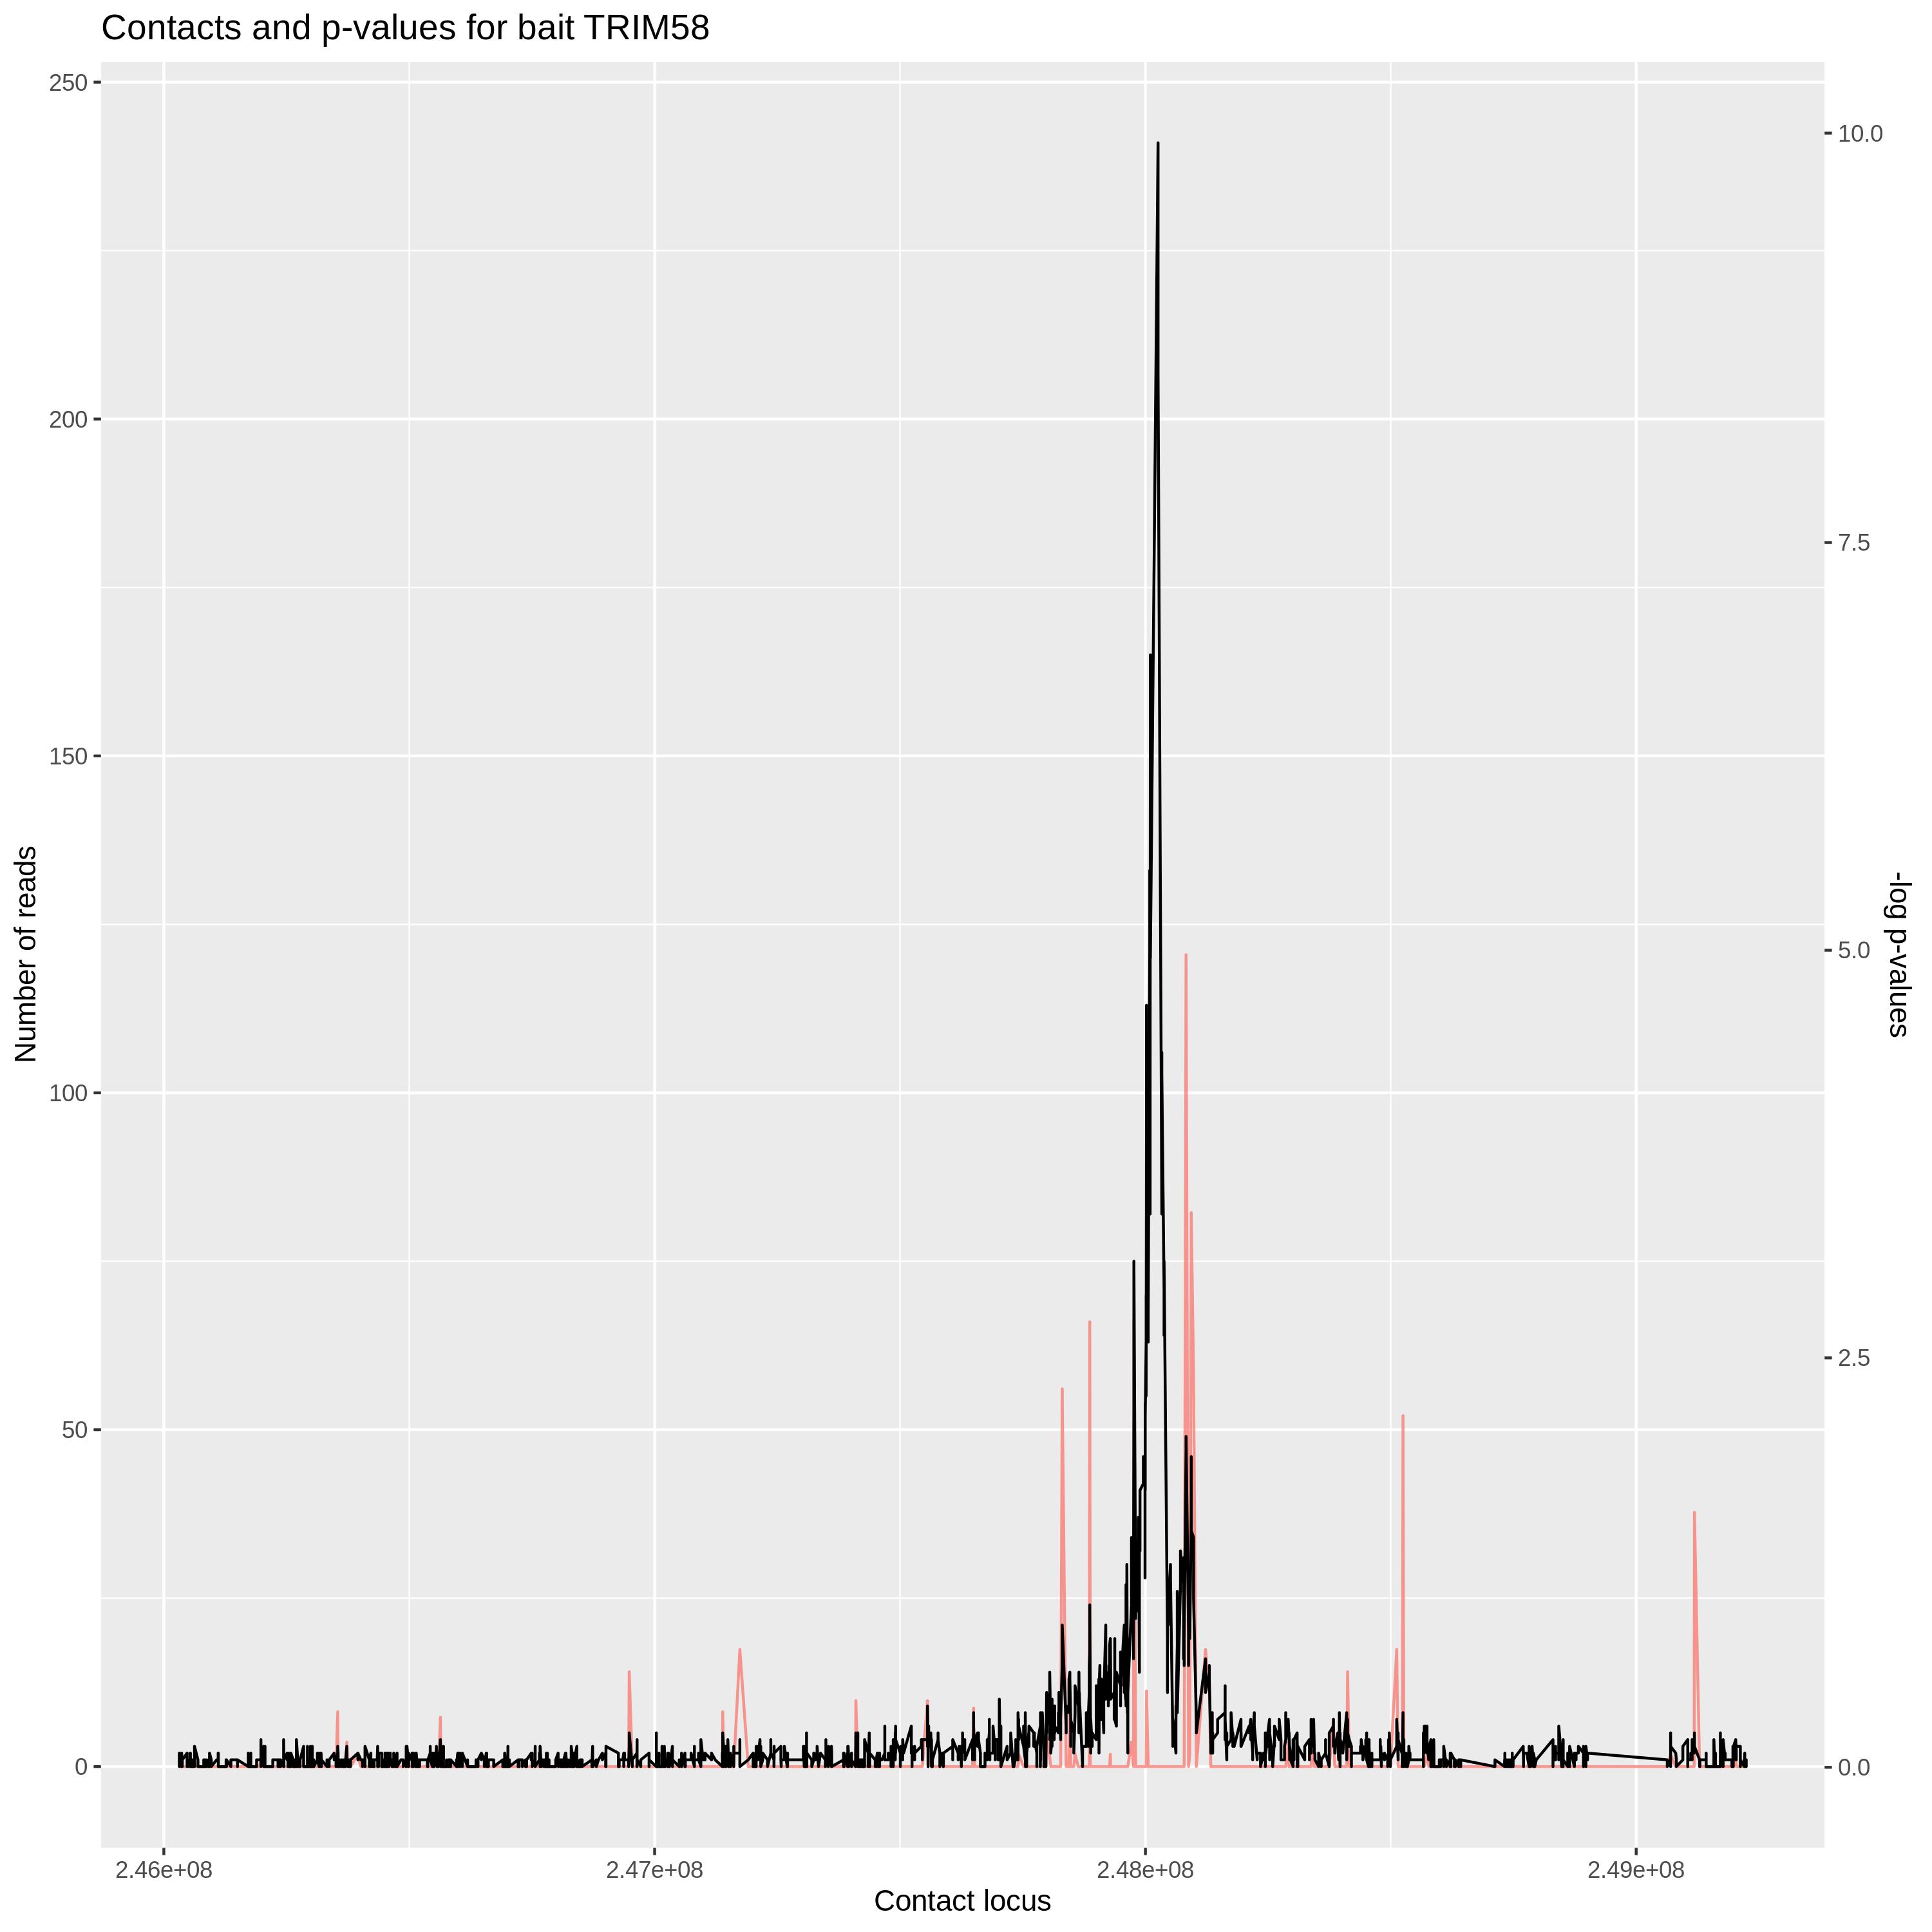 Contacts and p-values for bait TRIM58
250
200
150
100
50
0
Number of reads
10.0
7.5
5.0
2.5
0.0
-log p-values
2.46e+08 2.47e+08 2.48e+08 2.49e+08
Contact locus